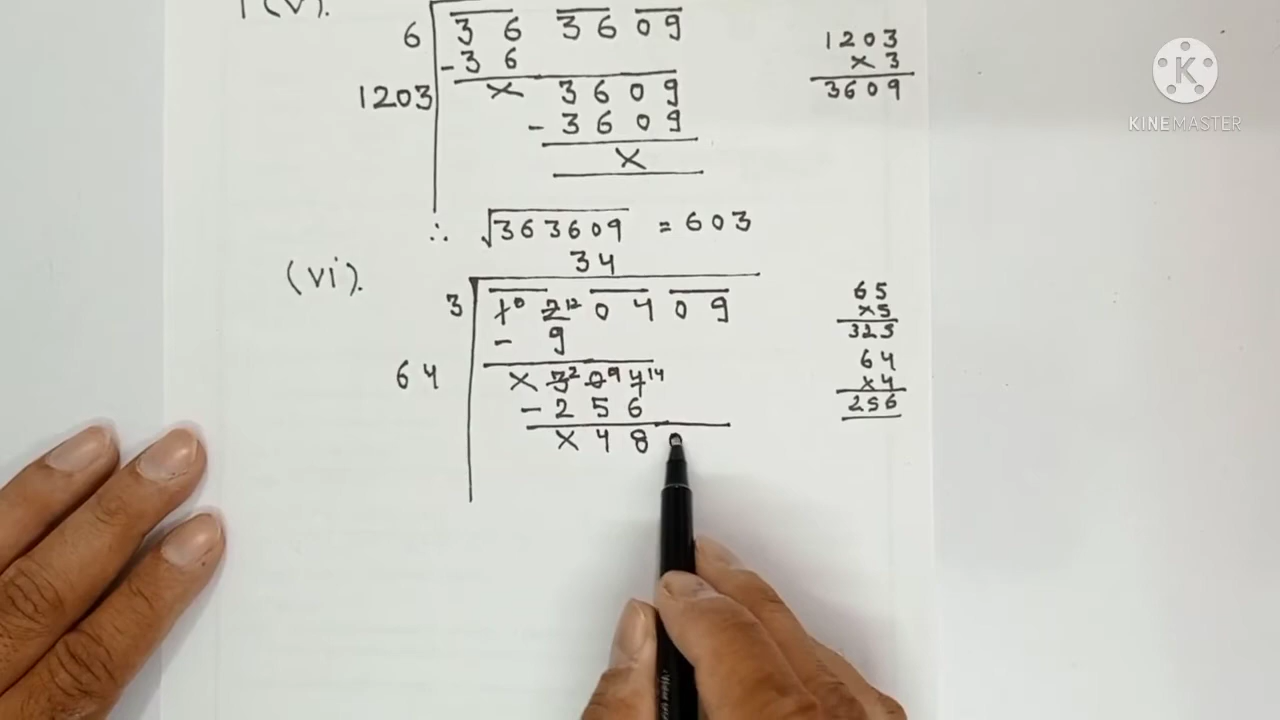 1(v).
6 36 36 09
-36
1203 × 3609
-3609
×
1203
×3
3609
∴ √363609 = 603
(vi).
34
3 1⁰ 2¹² 04 09
- 9
64 × 3² 0⁹ 4¹⁴
-256
×48
65
×5
325
64
×4
256
K
KINEMASTER